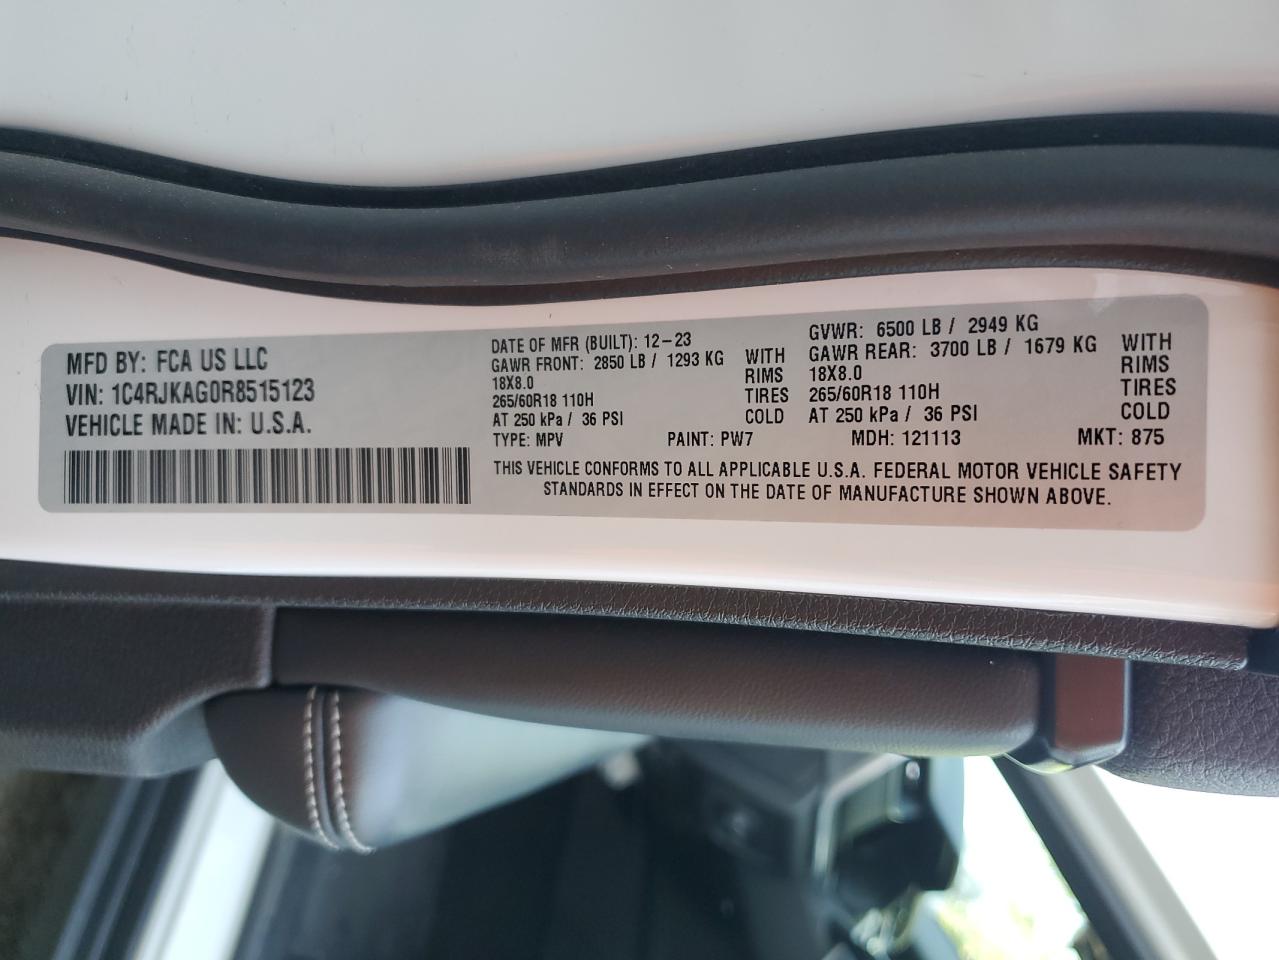 MFD BY: FCA US LLC
VIN: 1C4RJKAG0R8515123
VEHICLE MADE IN: U.S.A.
DATE OF MFR (BUILT): 12-23
GAWR FRONT: 2850 LB / 1293 KG WITH
18X8.0 RIMS
265/60R18 110H TIRES
AT 250 kPa / 36 PSI COLD
GVWR: 6500 LB / 2949 KG
GAWR REAR: 3700 LB / 1679 KG WITH
18X8.0 RIMS
265/60R18 110H TIRES
AT 250 kPa / 36 PSI COLD
TYPE: MPV PAINT: PW7 MDH: 121113 MKT: 875
THIS VEHICLE CONFORMS TO ALL APPLICABLE U.S.A. FEDERAL MOTOR VEHICLE SAFETY
STANDARDS IN EFFECT ON THE DATE OF MANUFACTURE SHOWN ABOVE.